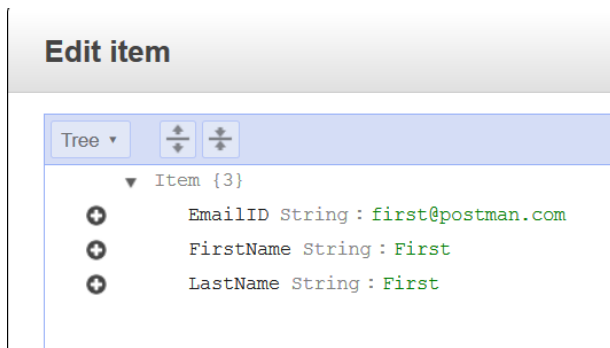 Edit item
Tree
Item {3}
EmailID String : first@postman.com
FirstName String : First
LastName String : First